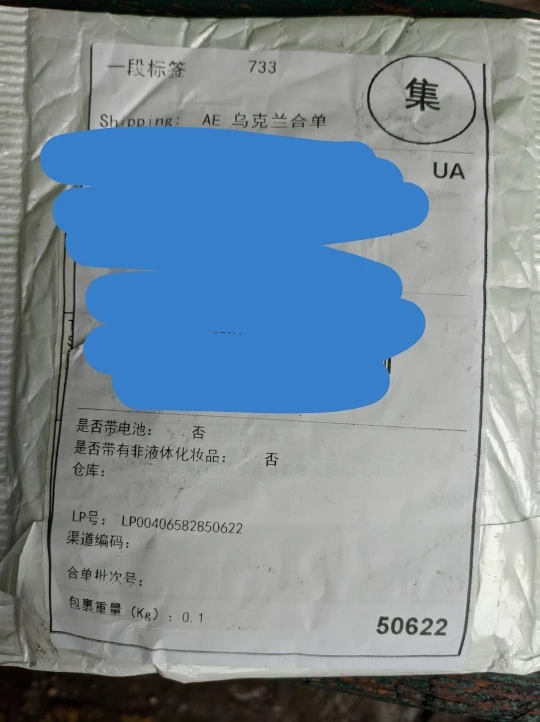 一段标签 733
集
Shipping: AE 乌克兰合单
UA
是否带电池: 否
是否带有非液体化妆品: 否
仓库:
LP号: LP00406582850622
渠道编码:
合单批次号:
包裹重量 (Kg) : 0.1
50622